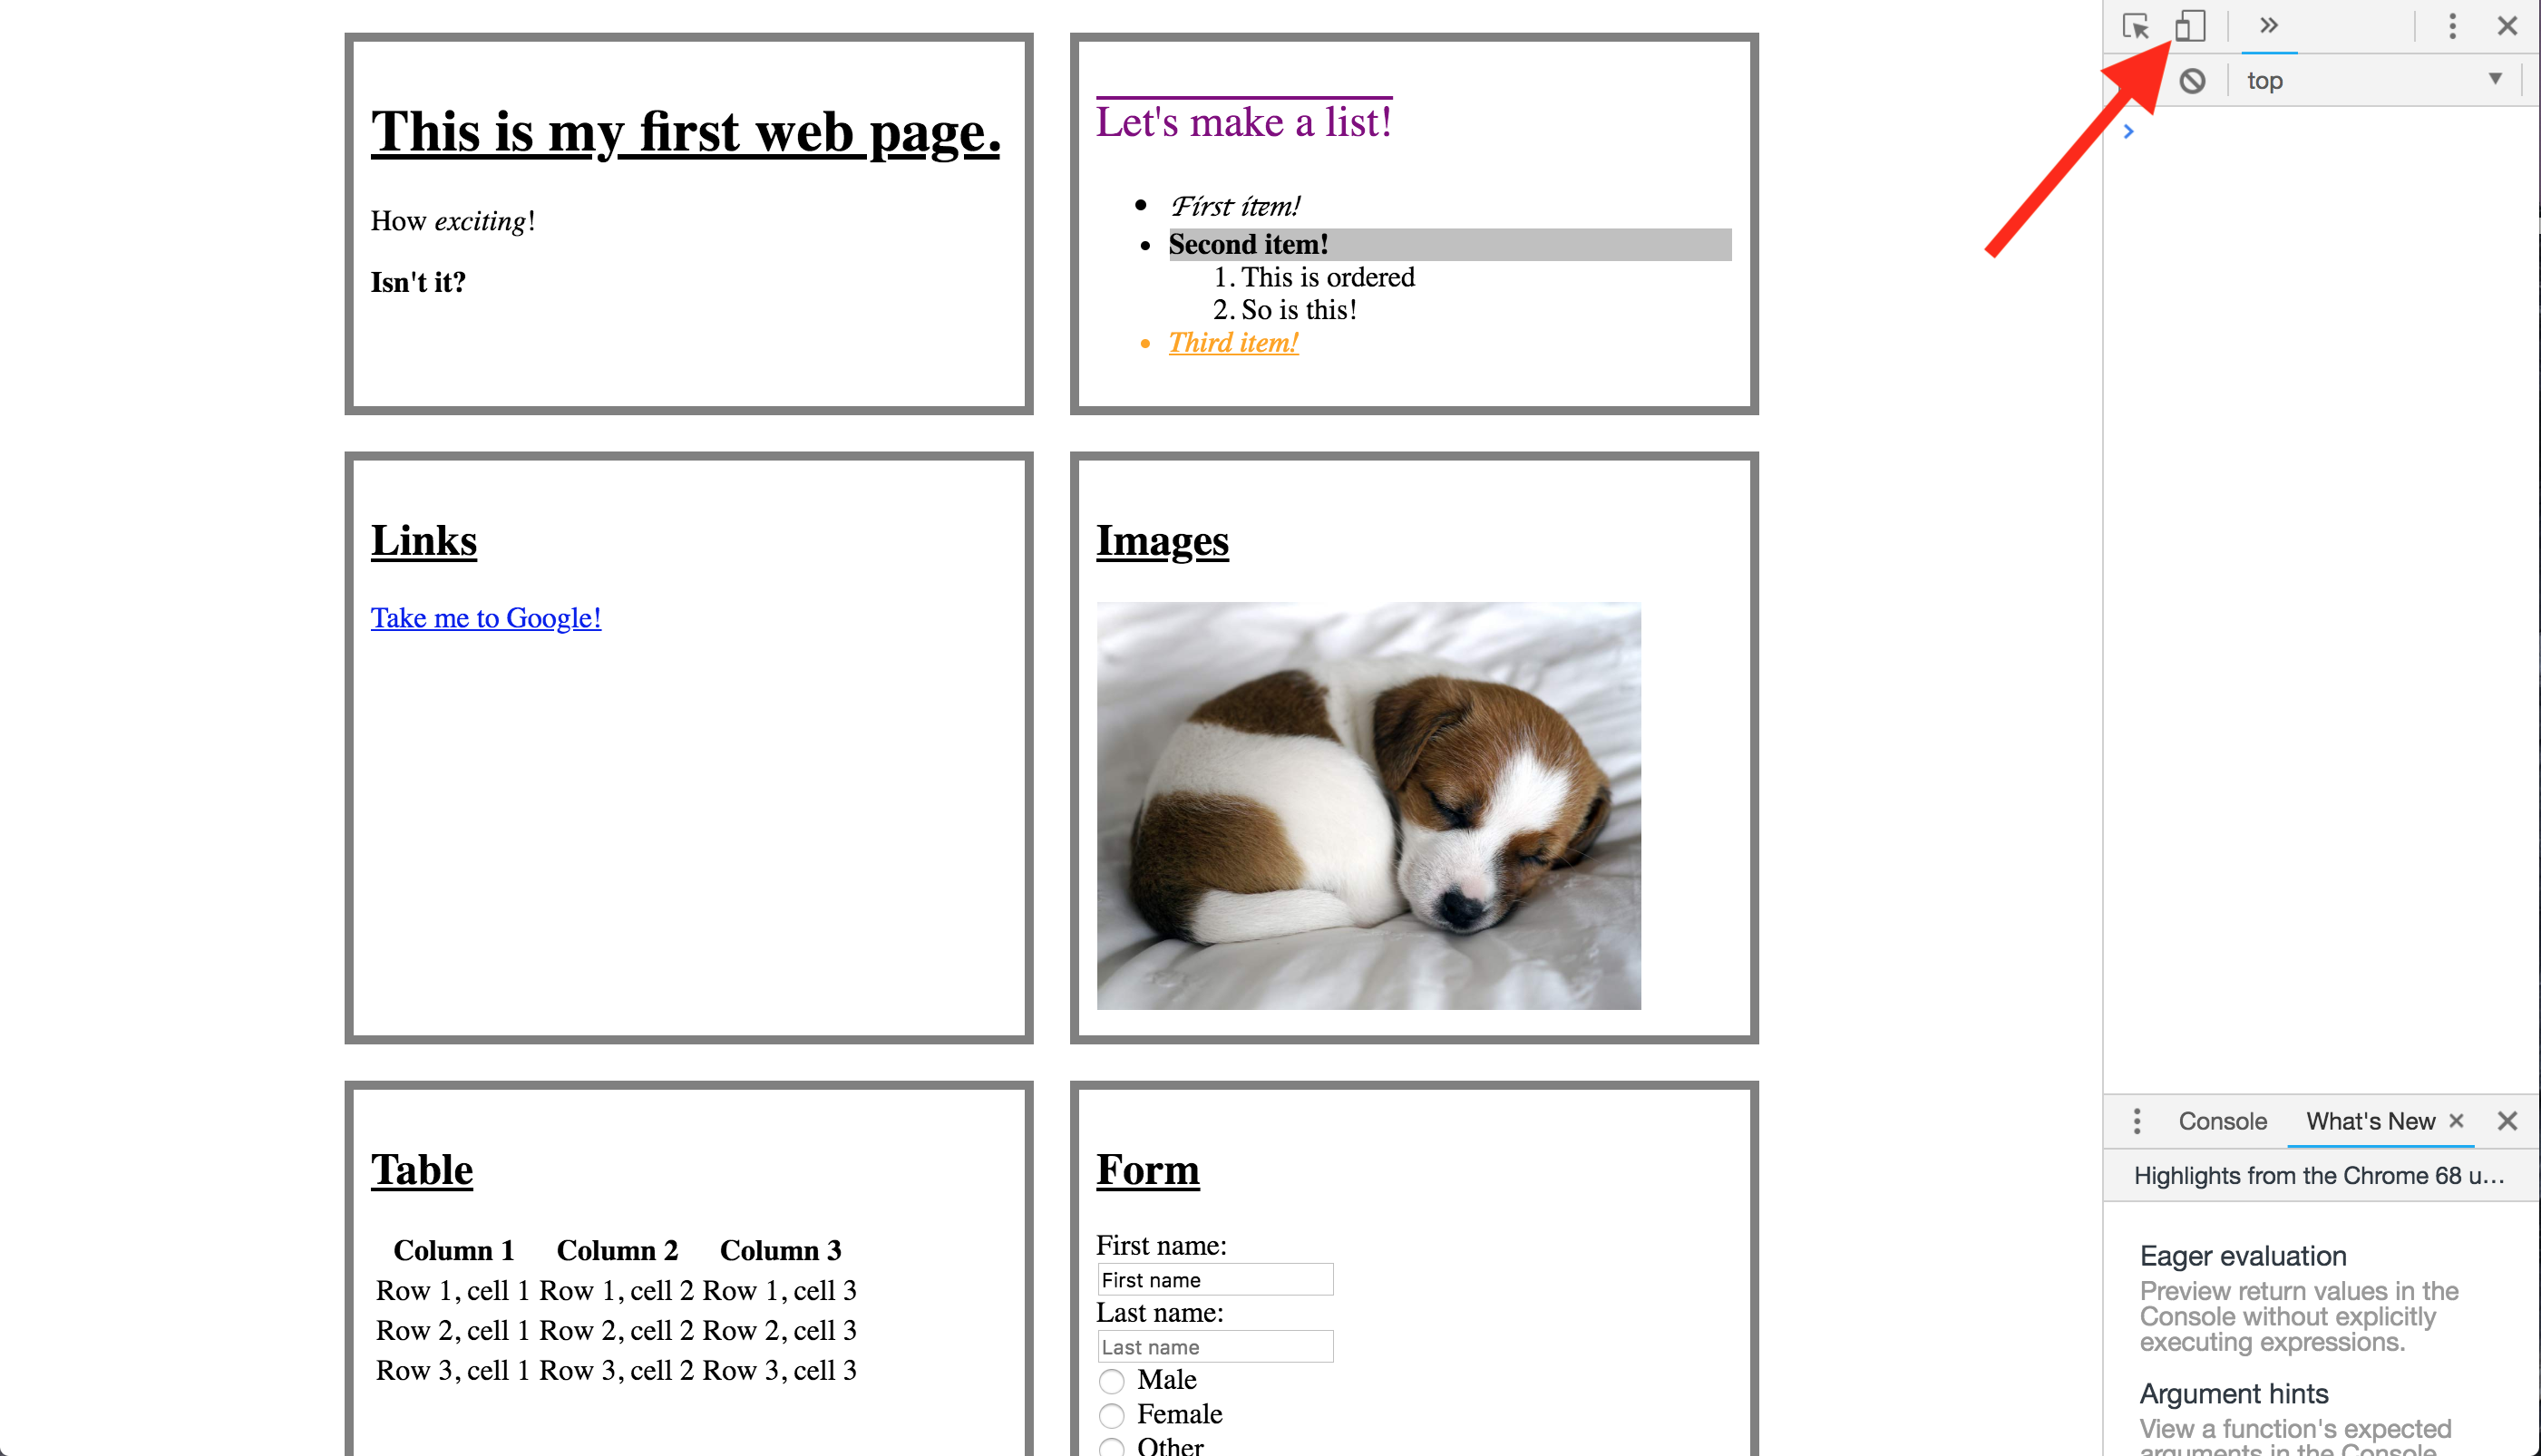 This is my first web page.
How exciting!
Isn't it?
Let's make a list!
First item!
Second item!
1. This is ordered
2. So is this!
Third item!
Links
Take me to Google!
Images
Table
Column 1 Column 2 Column 3
Row 1, cell 1 Row 1, cell 2 Row 1, cell 3
Row 2, cell 1 Row 2, cell 2 Row 2, cell 3
Row 3, cell 1 Row 3, cell 2 Row 3, cell 3
Form
First name:
First name
Last name:
Last name
Male
Female
Other
top
Console What's New
Highlights from the Chrome 68 u...
Eager evaluation
Preview return values in the
Console without explicitly
executing expressions.
Argument hints
View a function's expected
arguments in the Console